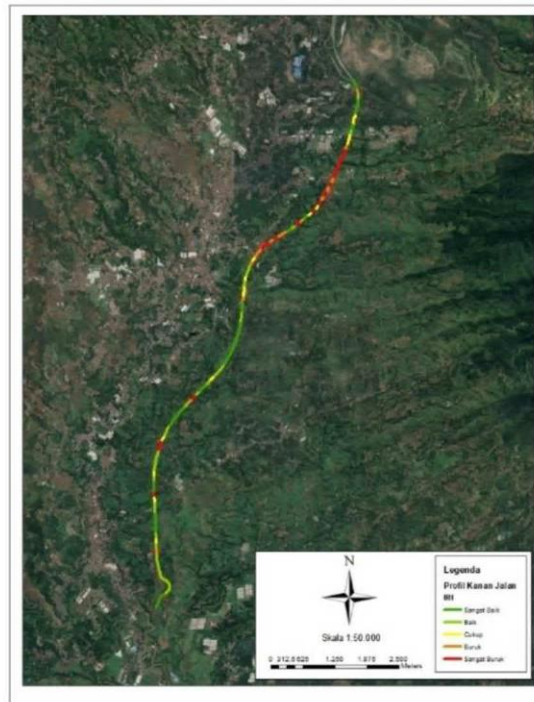 N
Skala 1:50.000
0 312,5 625 1.250 1.875 2.500
Meters
Legenda
Profil Kanan Jalan
IRI
Sangat Baik
Baik
Cukup
Buruk
Sangat Buruk